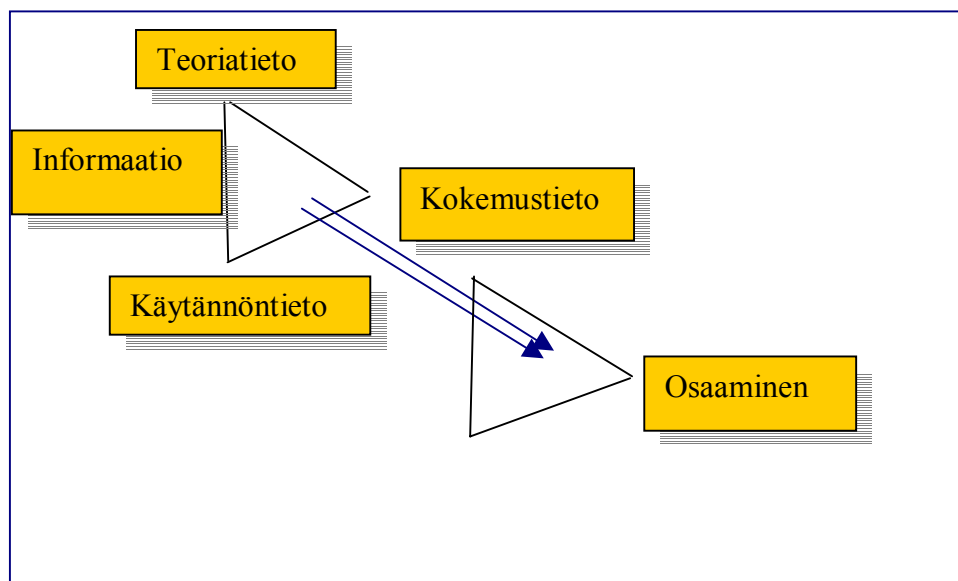 Teoriatieto
Informaatio
Kokemustieto
Käytännöntieto
Osaaminen